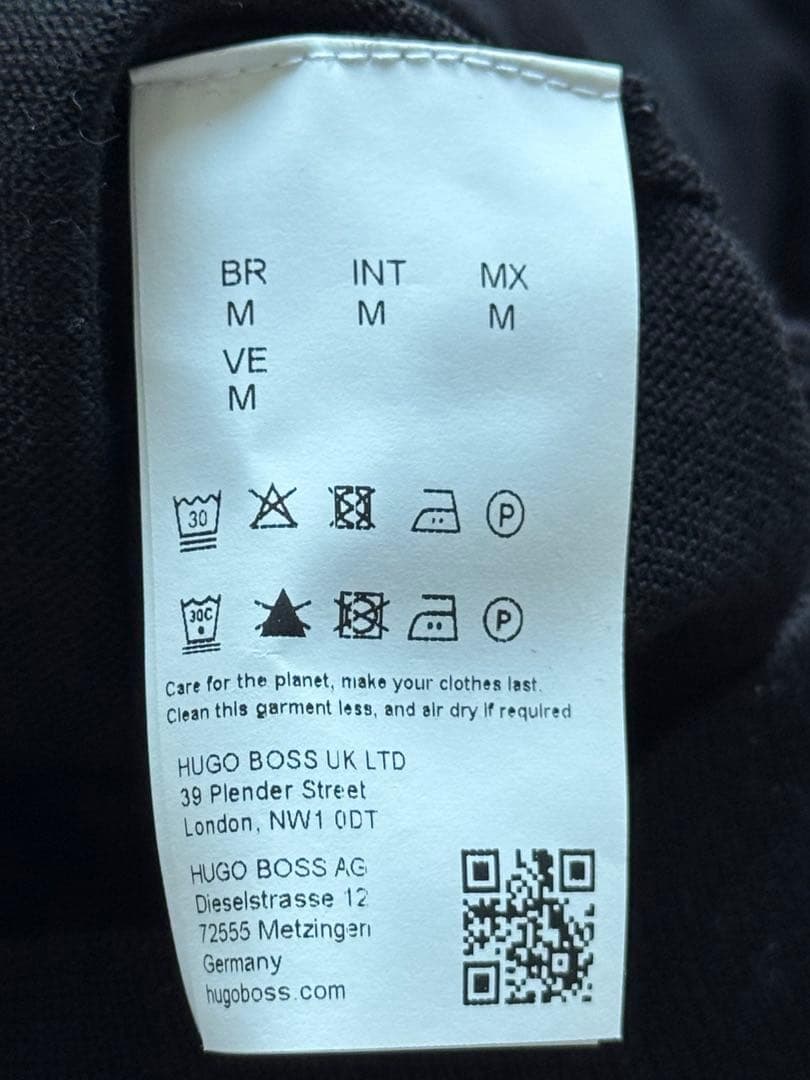 BR INT MX
M M M
VE
M
30 P
30C P
Care for the planet, make your clothes last.
Clean this garment less, and air dry if required
HUGO BOSS UK LTD
39 Plender Street
London, NW1 0DT
HUGO BOSS AG
Dieselstrasse 12
72555 Metzingen
Germany
hugoboss.com